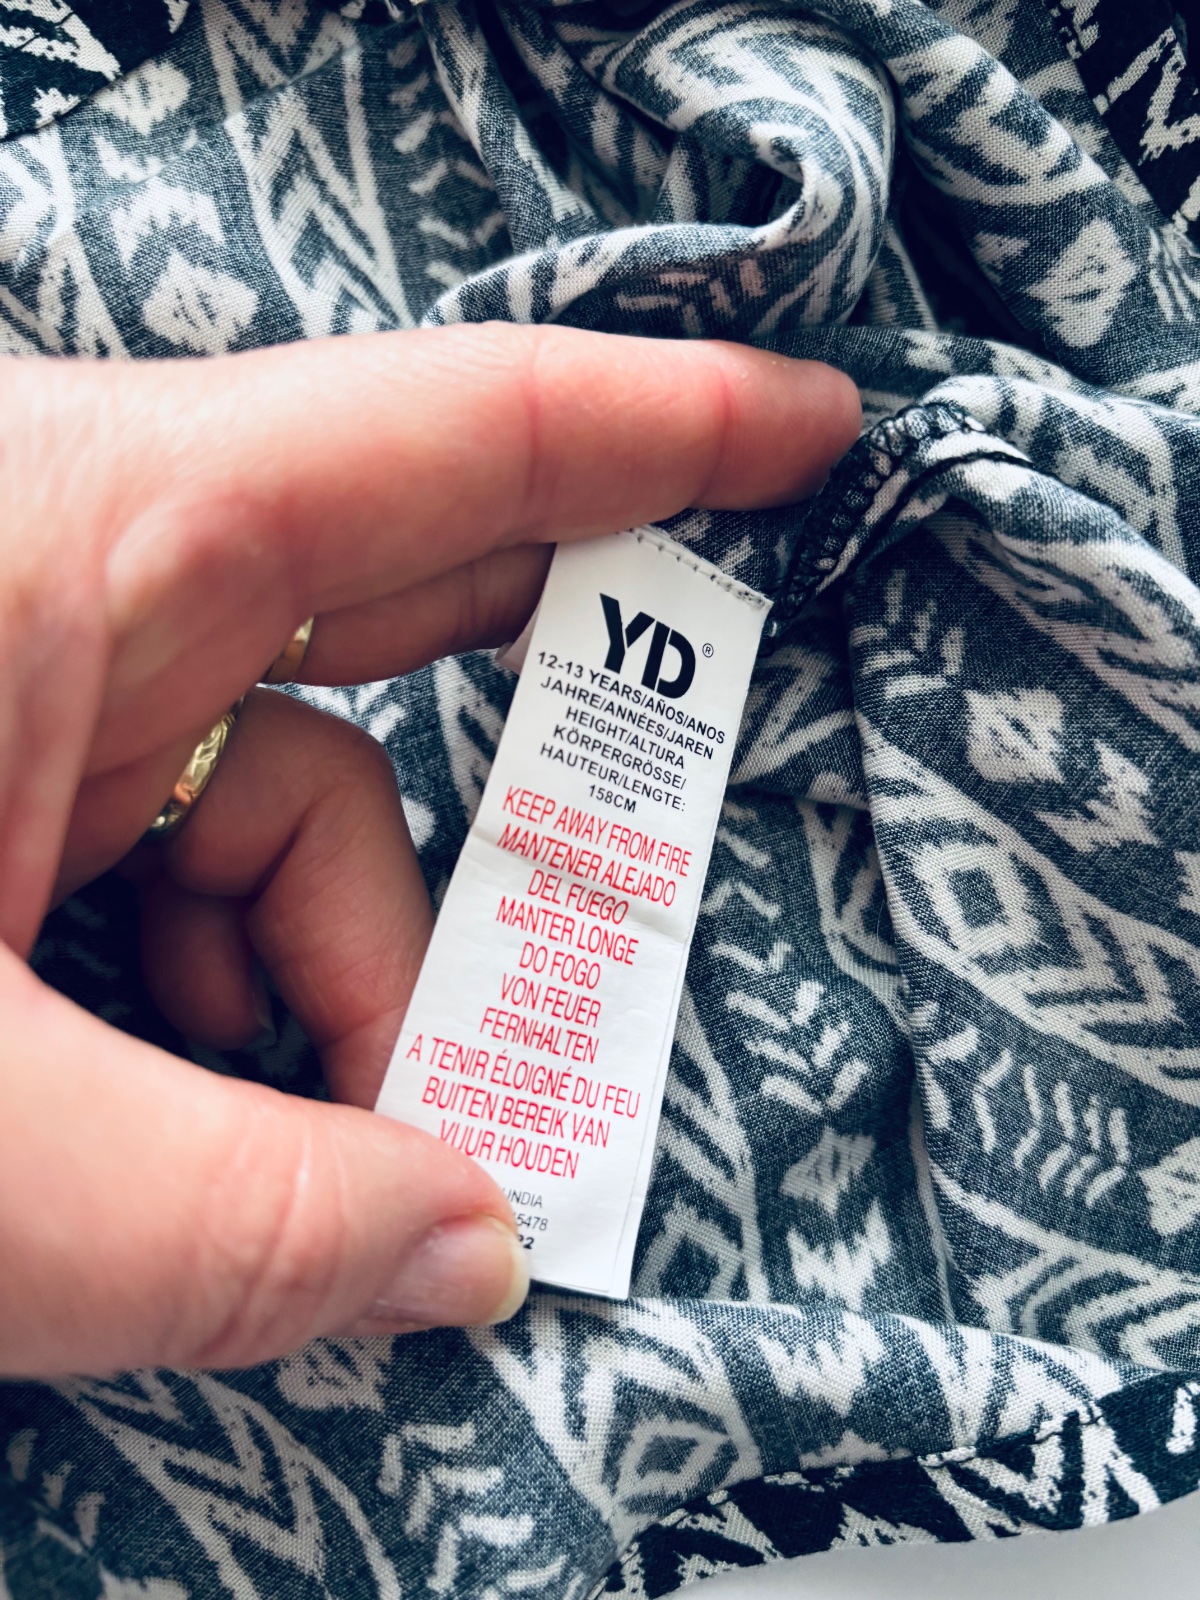 YD®
12-13 YEARS/AÑOS/ANOS
JAHRE/ANNÉES/JAREN
HEIGHT/ALTURA
KÖRPERGRÖSSE/
HAUTEUR/LENGTE:
158CM
KEEP AWAY FROM FIRE
MANTENER ALEJADO
DEL FUEGO
MANTER LONGE
DO FOGO
VON FEUER
FERNHALTEN
A TENIR ÉLOIGNÉ DU FEU
BUITEN BEREIK VAN
VUUR HOUDEN
INDIA
5478